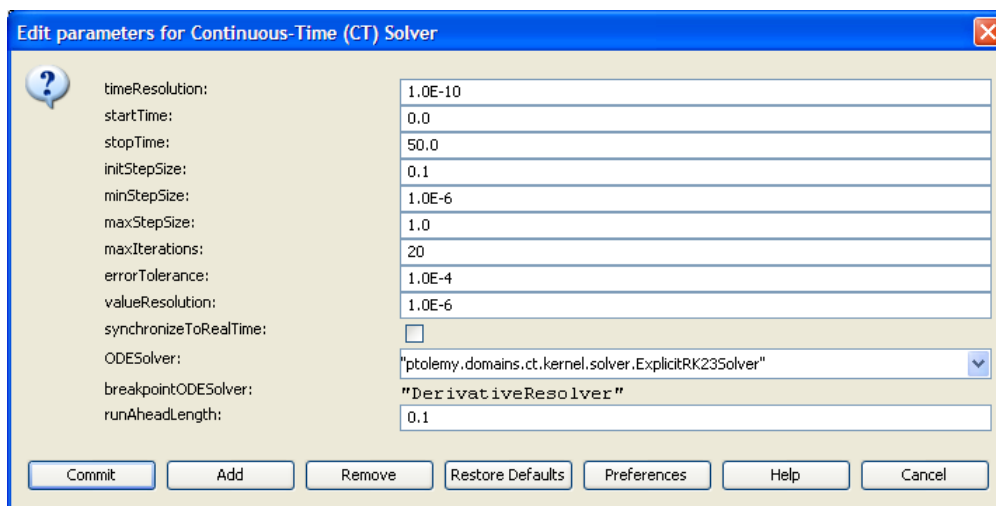 Edit parameters for Continuous-Time (CT) Solver
?
timeResolution: 1.0E-10
startTime: 0.0
stopTime: 50.0
initStepSize: 0.1
minStepSize: 1.0E-6
maxStepSize: 1.0
maxIterations: 20
errorTolerance: 1.0E-4
valueResolution: 1.0E-6
synchronizeToRealTime:
ODESolver: "ptolemy.domains.ct.kernel.solver.ExplicitRK23Solver"
breakpointODESolver: "DerivativeResolver"
runAheadLength: 0.1
Commit Add Remove Restore Defaults Preferences Help Cancel